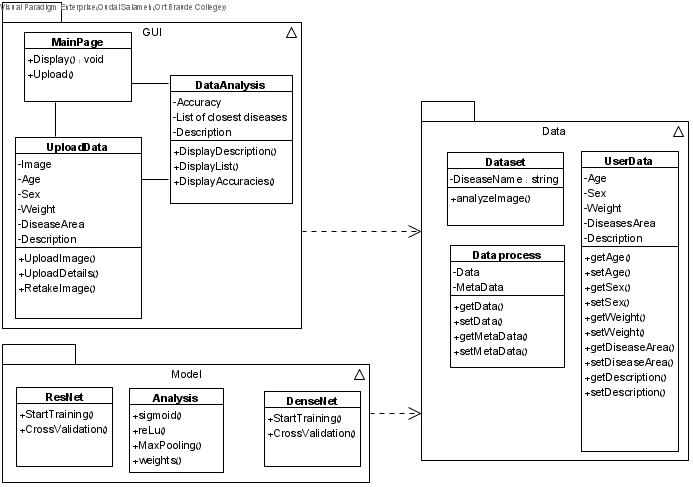 Visual Paradigm Enterprise(Oudai Salameh(Ort Braude College))
GUI
MainPage
+Display() : void
+Upload()
DataAnalysis
-Accuracy
-List of closest diseases
-Description
+DisplayDescription()
+DisplayList()
+DisplayAccuracies()
UploadData
-Image
-Age
-Sex
-Weight
-DiseaseArea
-Description
+UploadImage()
+UploadDetails()
+RetakeImage()
Data
Dataset
-DiseaseName : string
+analyzeImage()
UserData
-Age
-Sex
-Weight
-DiseasesArea
-Description
+getAge()
+setAge()
+getSex()
+setSex()
+getWeight()
+setWeight()
+getDiseaseArea()
+setDiseaseArea()
+getDescription()
+setDescription()
Data process
-Data
-MetaData
+getData()
+setData()
+getMetaData()
+setMetaData()
Model
ResNet
+StartTraining()
+CrossValidation()
Analysis
+sigmoid()
+reLu()
+MaxPooling()
+weights()
DenseNet
+StartTraining()
+CrossValidation()